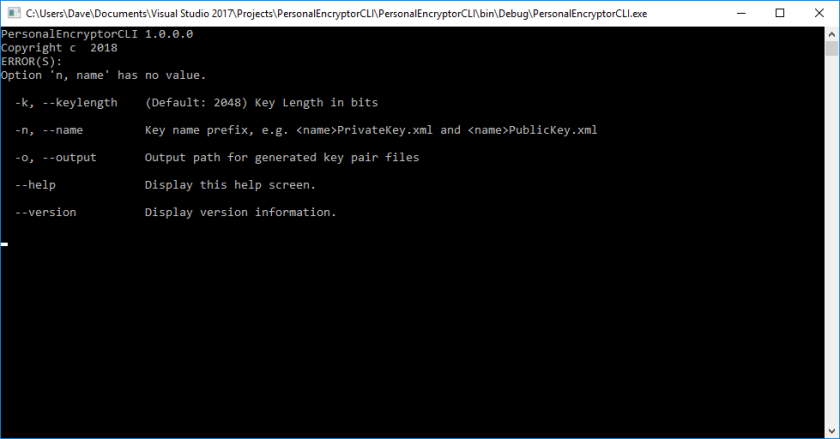 C:\Users\Dave\Documents\Visual Studio 2017\Projects\PersonalEncryptorCLI\PersonalEncryptorCLI\bin\Debug\PersonalEncryptorCLI.exe
PersonalEncryptorCLI 1.0.0.0
Copyright c  2018
ERROR(S):
Option 'n, name' has no value.
-k, --keylength    (Default: 2048) Key Length in bits
-n, --name         Key name prefix, e.g. <name>PrivateKey.xml and <name>PublicKey.xml
-o, --output       Output path for generated key pair files
--help             Display this help screen.
--version          Display version information.